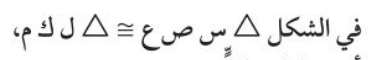 في الشكل △ س ص ع ≅ △ ل ك م،